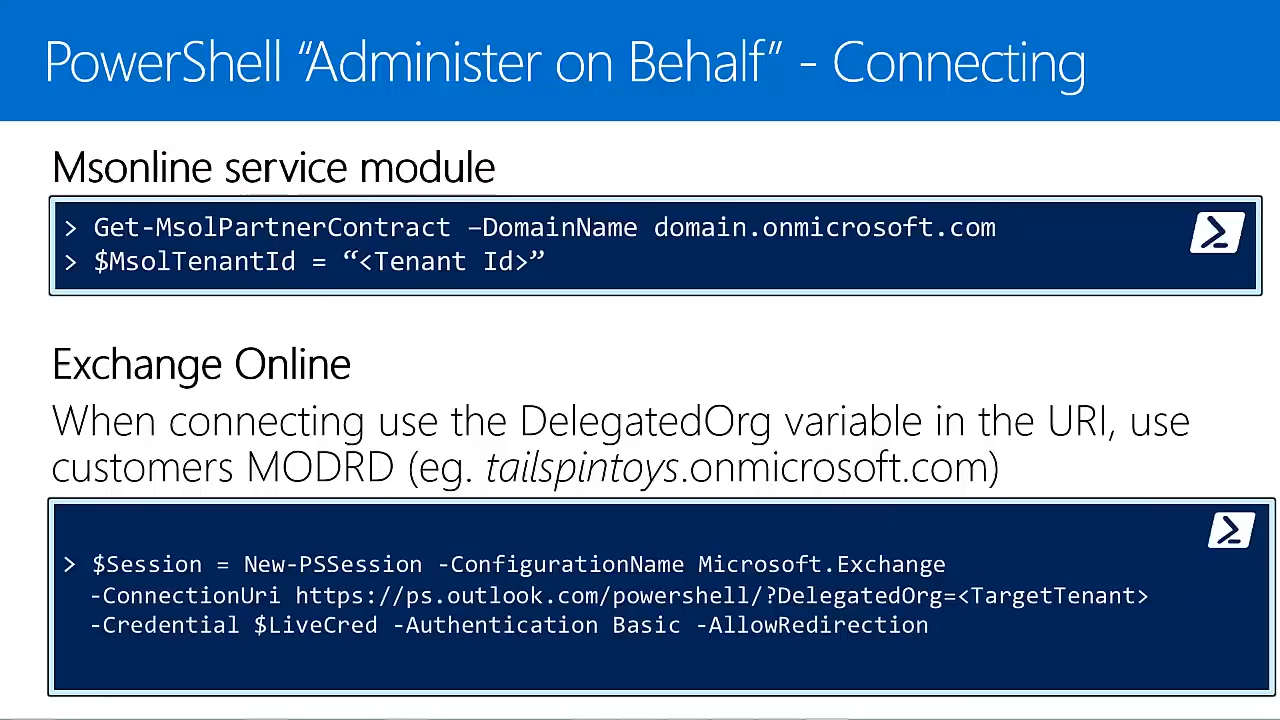 PowerShell “Administer on Behalf” - Connecting
Msonline service module
> Get-MsolPartnerContract –DomainName domain.onmicrosoft.com
> $MsolTenantId = “<Tenant Id>”
Exchange Online
When connecting use the DelegatedOrg variable in the URI, use
customers MODRD (eg. tailspintoys.onmicrosoft.com)
> $Session = New-PSSession -ConfigurationName Microsoft.Exchange
-ConnectionUri https://ps.outlook.com/powershell/?DelegatedOrg=<TargetTenant>
-Credential $LiveCred -Authentication Basic -AllowRedirection